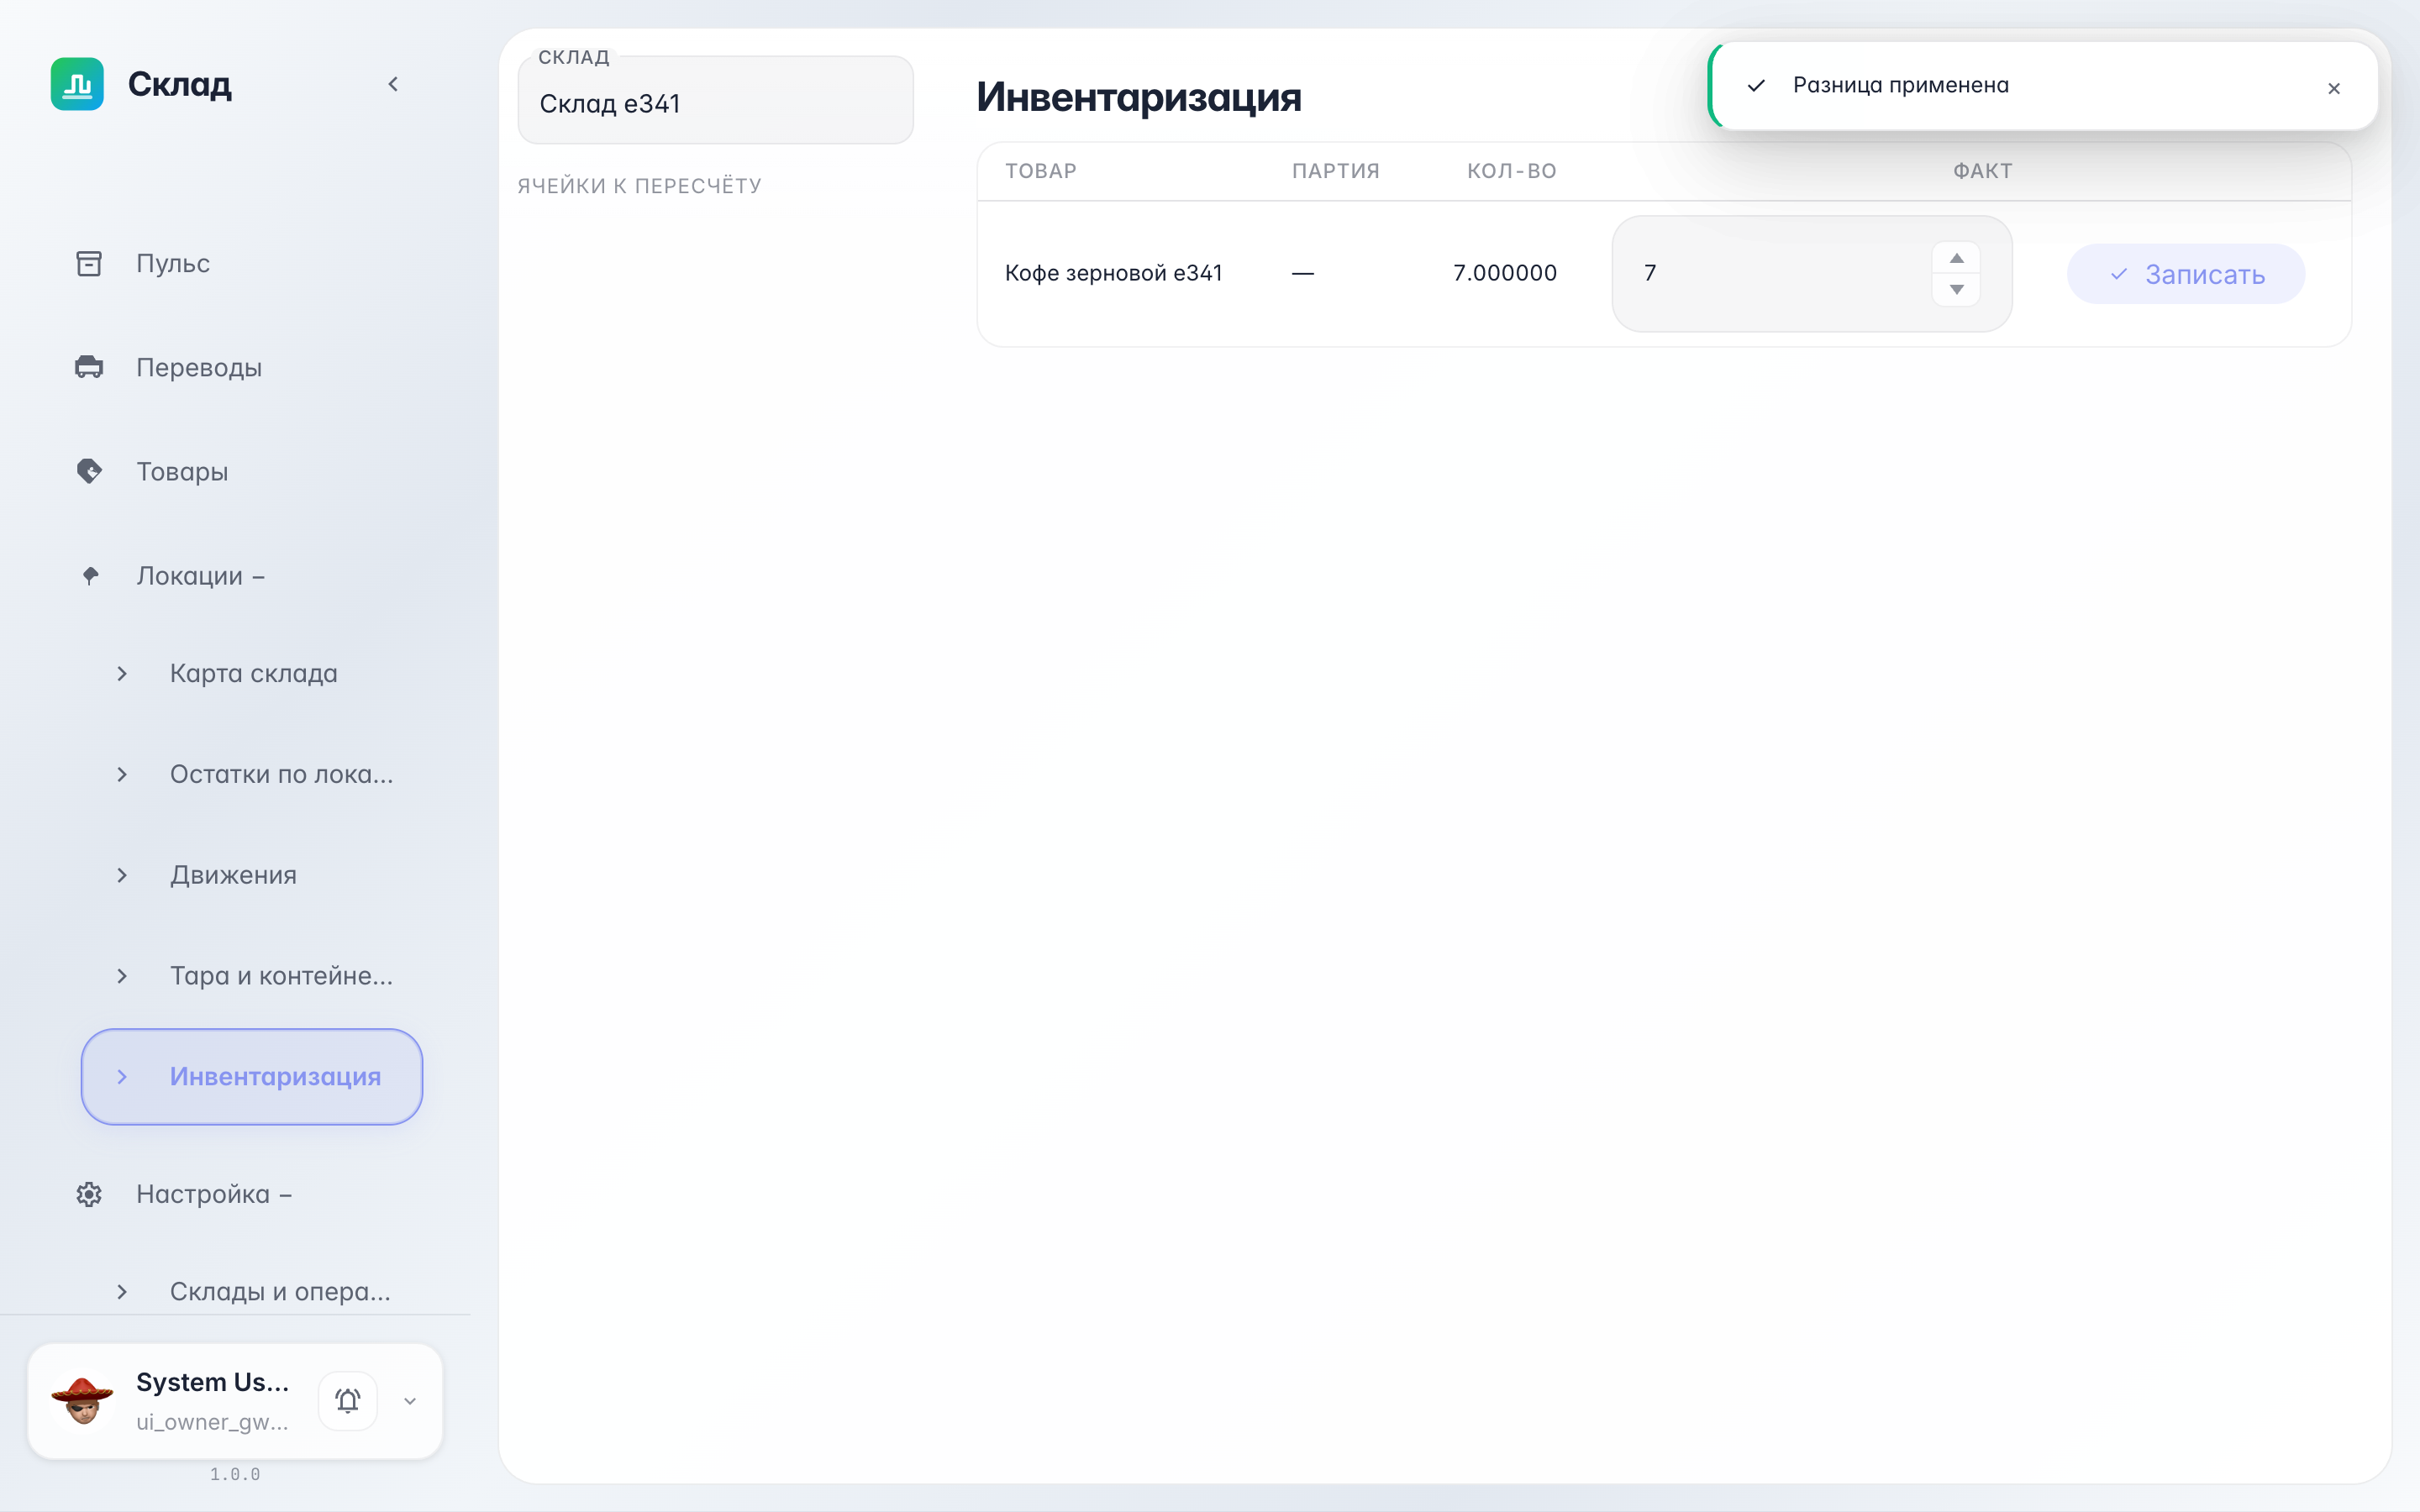 Склад
Пульс
Переводы
Товары
Локации –
Карта склада
Остатки по лока...
Движения
Тара и контейне...
Инвентаризация
Настройка –
Склады и опера...
System Us...
ui_owner_gw...
1.0.0
СКЛАД
Склад e341
ЯЧЕЙКИ К ПЕРЕСЧЁТУ
Инвентаризация
Разница применена
ТОВАР ПАРТИЯ КОЛ-ВО ФАКТ
Кофе зерновой e341 — 7.000000 7 Записать